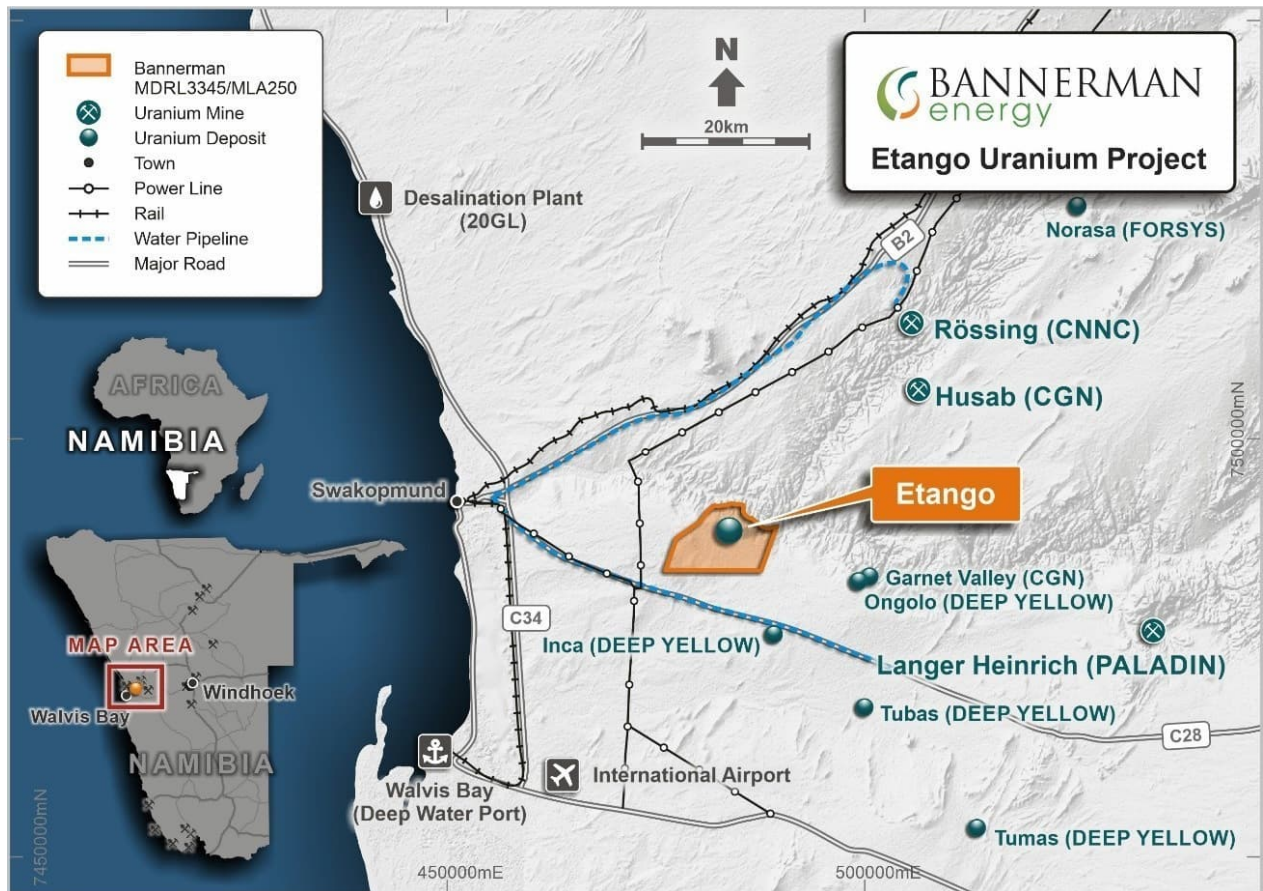 Bannerman
MDRL3345/MLA250
Uranium Mine
Uranium Deposit
Town
Power Line
Rail
Water Pipeline
Major Road
N
20km
BANNERMAN
energy
Etango Uranium Project
Desalination Plant
(20GL)
B2
Norasa (FORSYS)
Rössing (CNNC)
Husab (CGN)
7500000mN
AFRICA
NAMIBIA
Swakopmund
Etango
Garnet Valley (CGN)
Ongolo (DEEP YELLOW)
C34
Inca (DEEP YELLOW)
Langer Heinrich (PALADIN)
MAP AREA
Windhoek
Walvis Bay
NAMIBIA
Tubas (DEEP YELLOW)
C28
International Airport
Walvis Bay
(Deep Water Port)
Tumas (DEEP YELLOW)
7450000mN
450000mE
500000mE